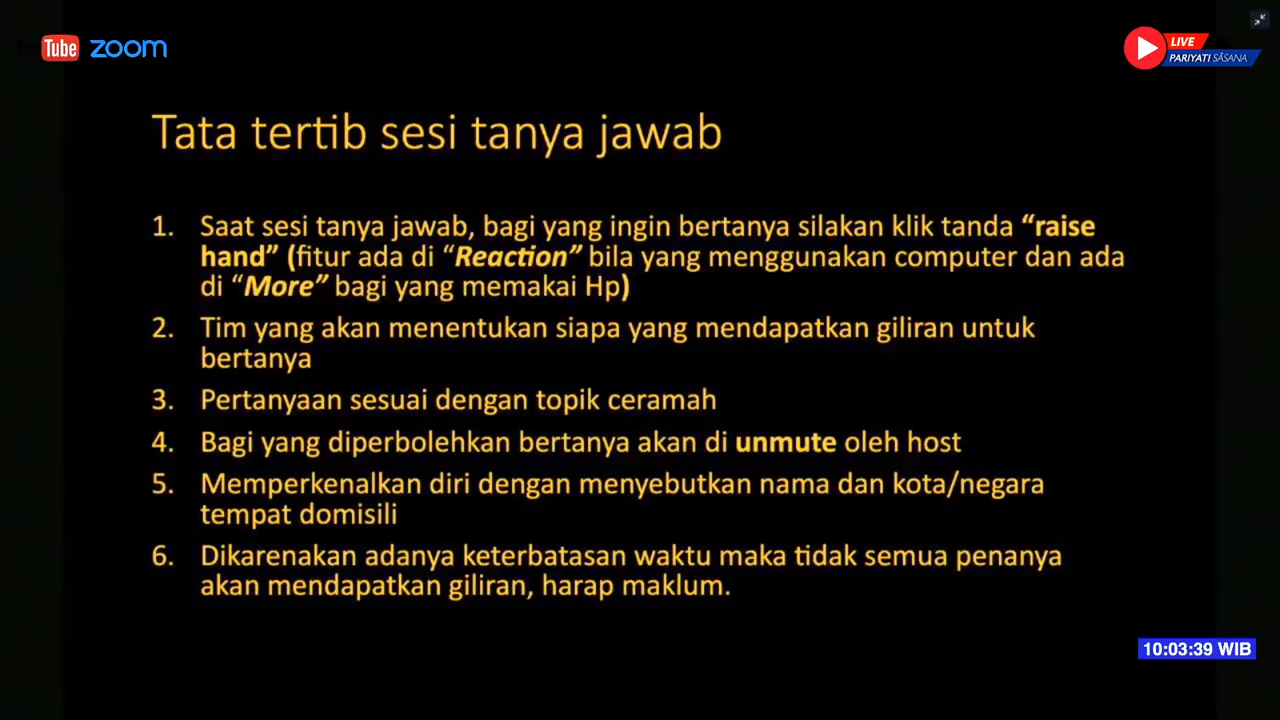 Tube zoom
LIVE
PARIYATI SĀSANA
Tata tertib sesi tanya jawab
1. Saat sesi tanya jawab, bagi yang ingin bertanya silakan klik tanda “raise
hand” (fitur ada di “Reaction” bila yang menggunakan computer dan ada
di “More” bagi yang memakai Hp)
2. Tim yang akan menentukan siapa yang mendapatkan giliran untuk
bertanya
3. Pertanyaan sesuai dengan topik ceramah
4. Bagi yang diperbolehkan bertanya akan di unmute oleh host
5. Memperkenalkan diri dengan menyebutkan nama dan kota/negara
tempat domisili
6. Dikarenakan adanya keterbatasan waktu maka tidak semua penanya
akan mendapatkan giliran, harap maklum.
10:03:39 WIB